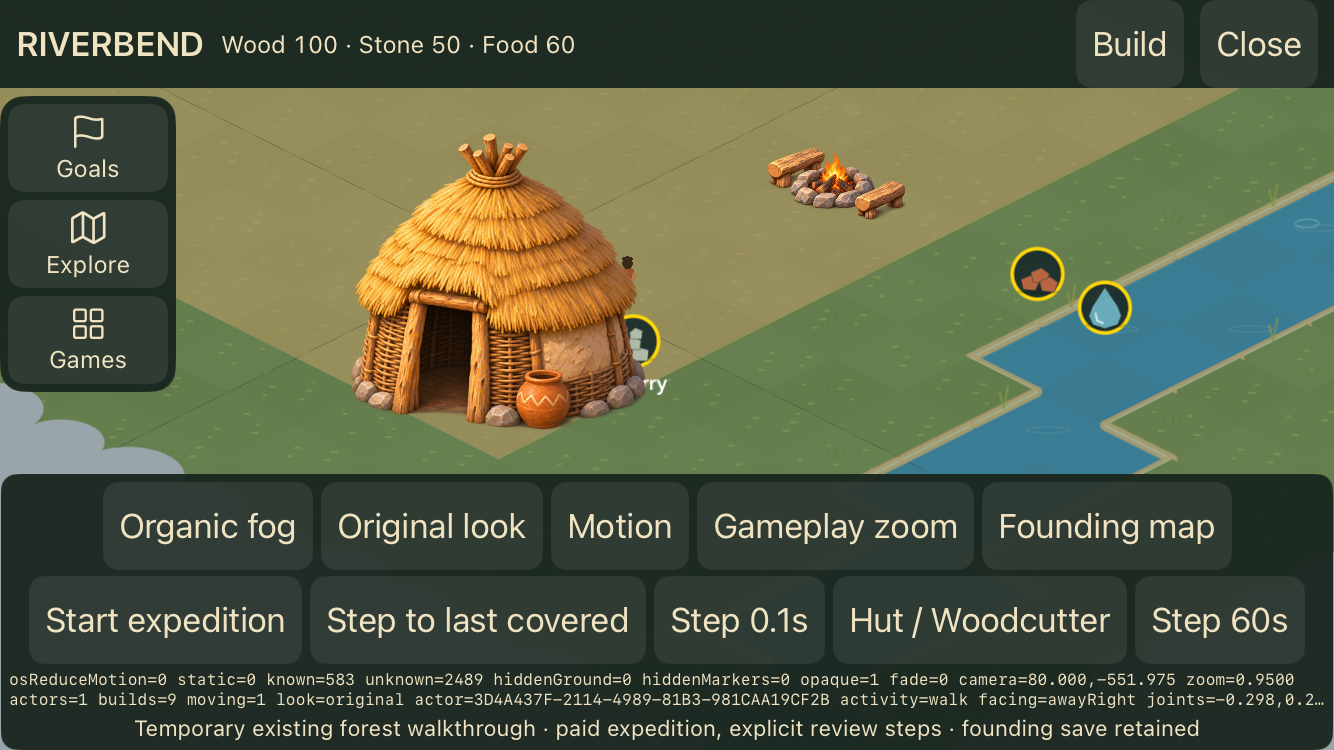 RIVERBEND Wood 100 · Stone 50 · Food 60 Build Close
Goals
Explore
Games
rry
Organic fog Original look Motion Gameplay zoom Founding map
Start expedition Step to last covered Step 0.1s Hut / Woodcutter Step 60s
osReduceMotion=0 static=0 known=583 unknown=2489 hiddenGround=0 hiddenMarkers=0 opaque=1 fade=0 camera=80.000,-551.975 zoom=0.9500
actors=1 builds=9 moving=1 look=original actor=3D4A437F-2114-4989-81B3-981CAA19CF2B activity=walk facing=awayRight joints=-0.298,0.2…
Temporary existing forest walkthrough · paid expedition, explicit review steps · founding save retained